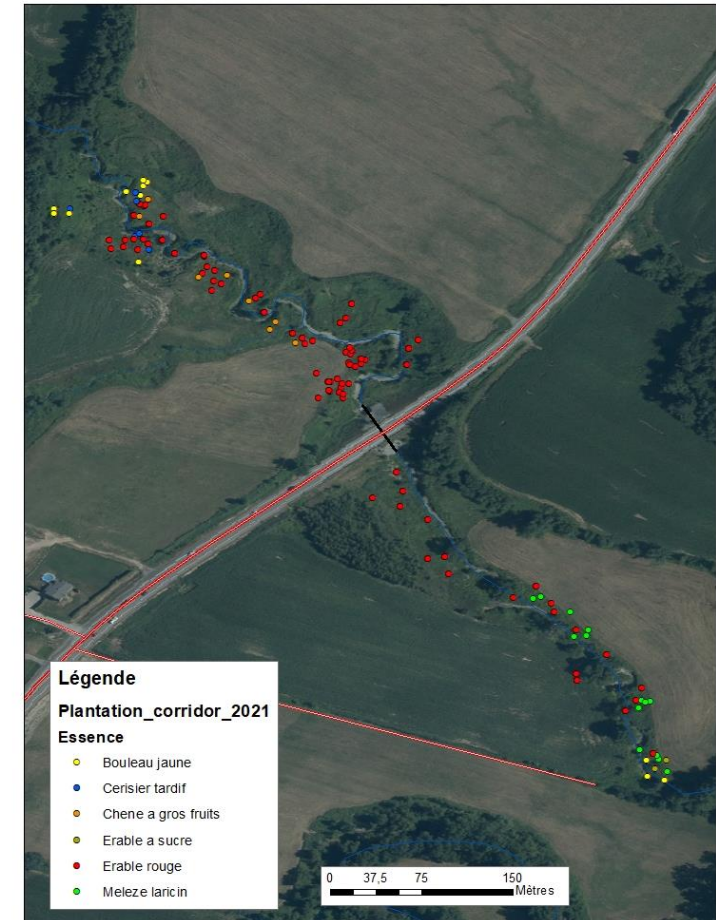 Légende
Plantation_corridor_2021
Essence
Bouleau jaune
Cerisier tardif
Chene a gros fruits
Erable a sucre
Erable rouge
Meleze laricin
0 37,5 75 150
Mètres